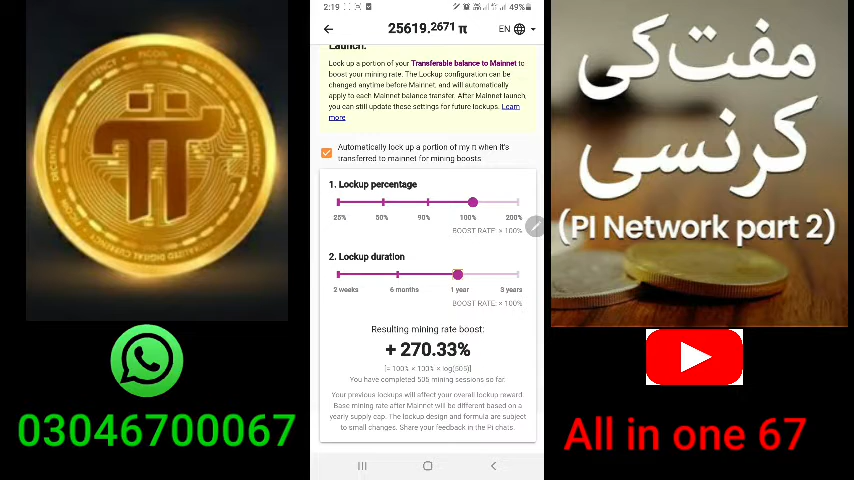 2:19
49%
25619.2671 π
EN
Launch.
Lock up a portion of your Transferable balance to Mainnet to
boost your mining rate. The Lockup configuration can be
changed anytime before Mainnet, and will automatically
apply to each Mainnet balance transfer. After Mainnet launch,
you can still update these settings for future lockups. Learn
more
Automatically lock up a portion of my π when it's
transferred to mainnet for mining boosts
1. Lockup percentage
25% 50% 90% 100% 200%
BOOST RATE: × 100%
2. Lockup duration
2 weeks 6 months 1 year 3 years
BOOST RATE: × 100%
Resulting mining rate boost:
+ 270.33%
[= 100% × 100% × log(505)]
You have completed 505 mining sessions so far.
Your previous lockups will affect your overall lockup reward.
Base mining rate after Mainnet will be different based on a
yearly supply cap. The lockup design and formula are subject
to small changes. Share your feedback in the Pi chats.
مفت کی
کرنسی
(PI Network part 2)
03046700067
All in one 67